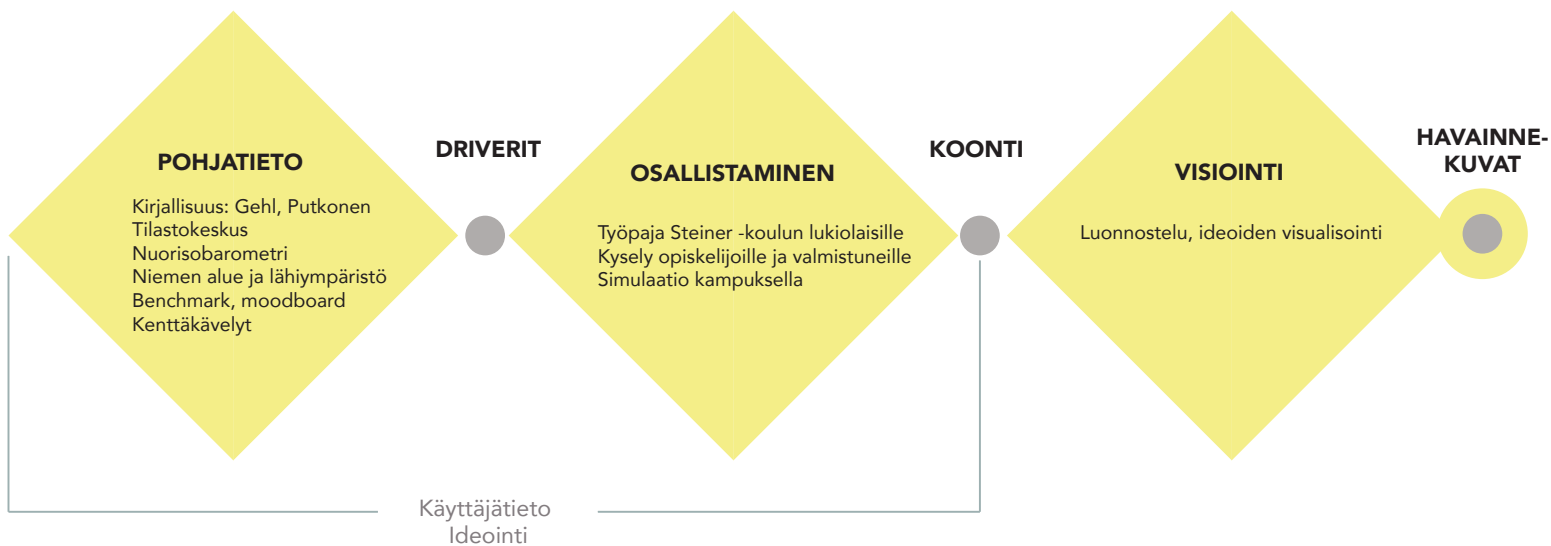 POHJATIETO
Kirjallisuus: Gehl, Putkonen
Tilastokeskus
Nuorisobarometri
Niemen alue ja lähiympäristö
Benchmark, moodboard
Kenttäkävelyt
DRIVERIT
OSALLISTAMINEN
Työpaja Steiner -koulun lukiolaisille
Kysely opiskelijoille ja valmistuneille
Simulaatio kampuksella
KOONTI
VISIOINTI
Luonnostelu, ideoiden visualisointi
HAVAINNE-
KUVAT
Käyttäjätieto
Ideointi